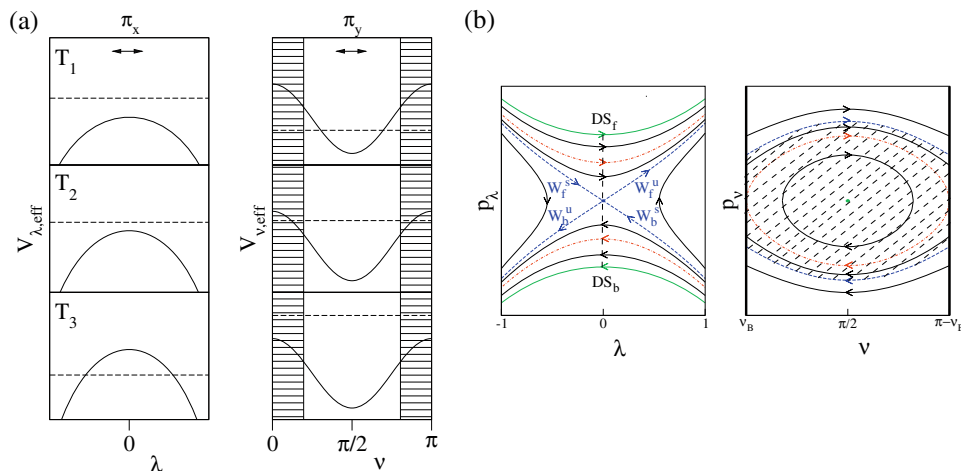 (a)
π_x
π_y
T_1
T_2
T_3
V_λ,eff
V_ν,eff
0
λ
0
π/2
π
ν
(b)
DS_f
W_f^s
W_f^u
W_b^u
W_b^s
DS_b
p_λ
-1
0
1
λ
p_ν
ν_B
π/2
π−ν_B
ν